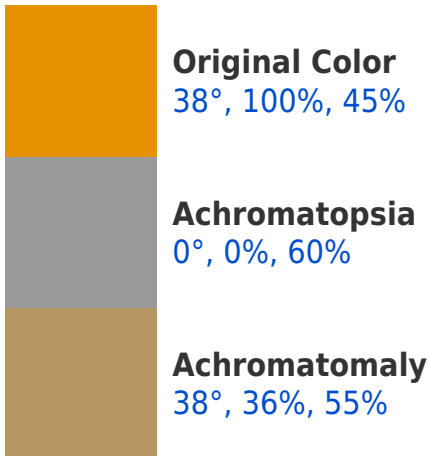 Original Color
38°, 100%, 45%
Achromatopsia
0°, 0%, 60%
Achromatomaly
38°, 36%, 55%